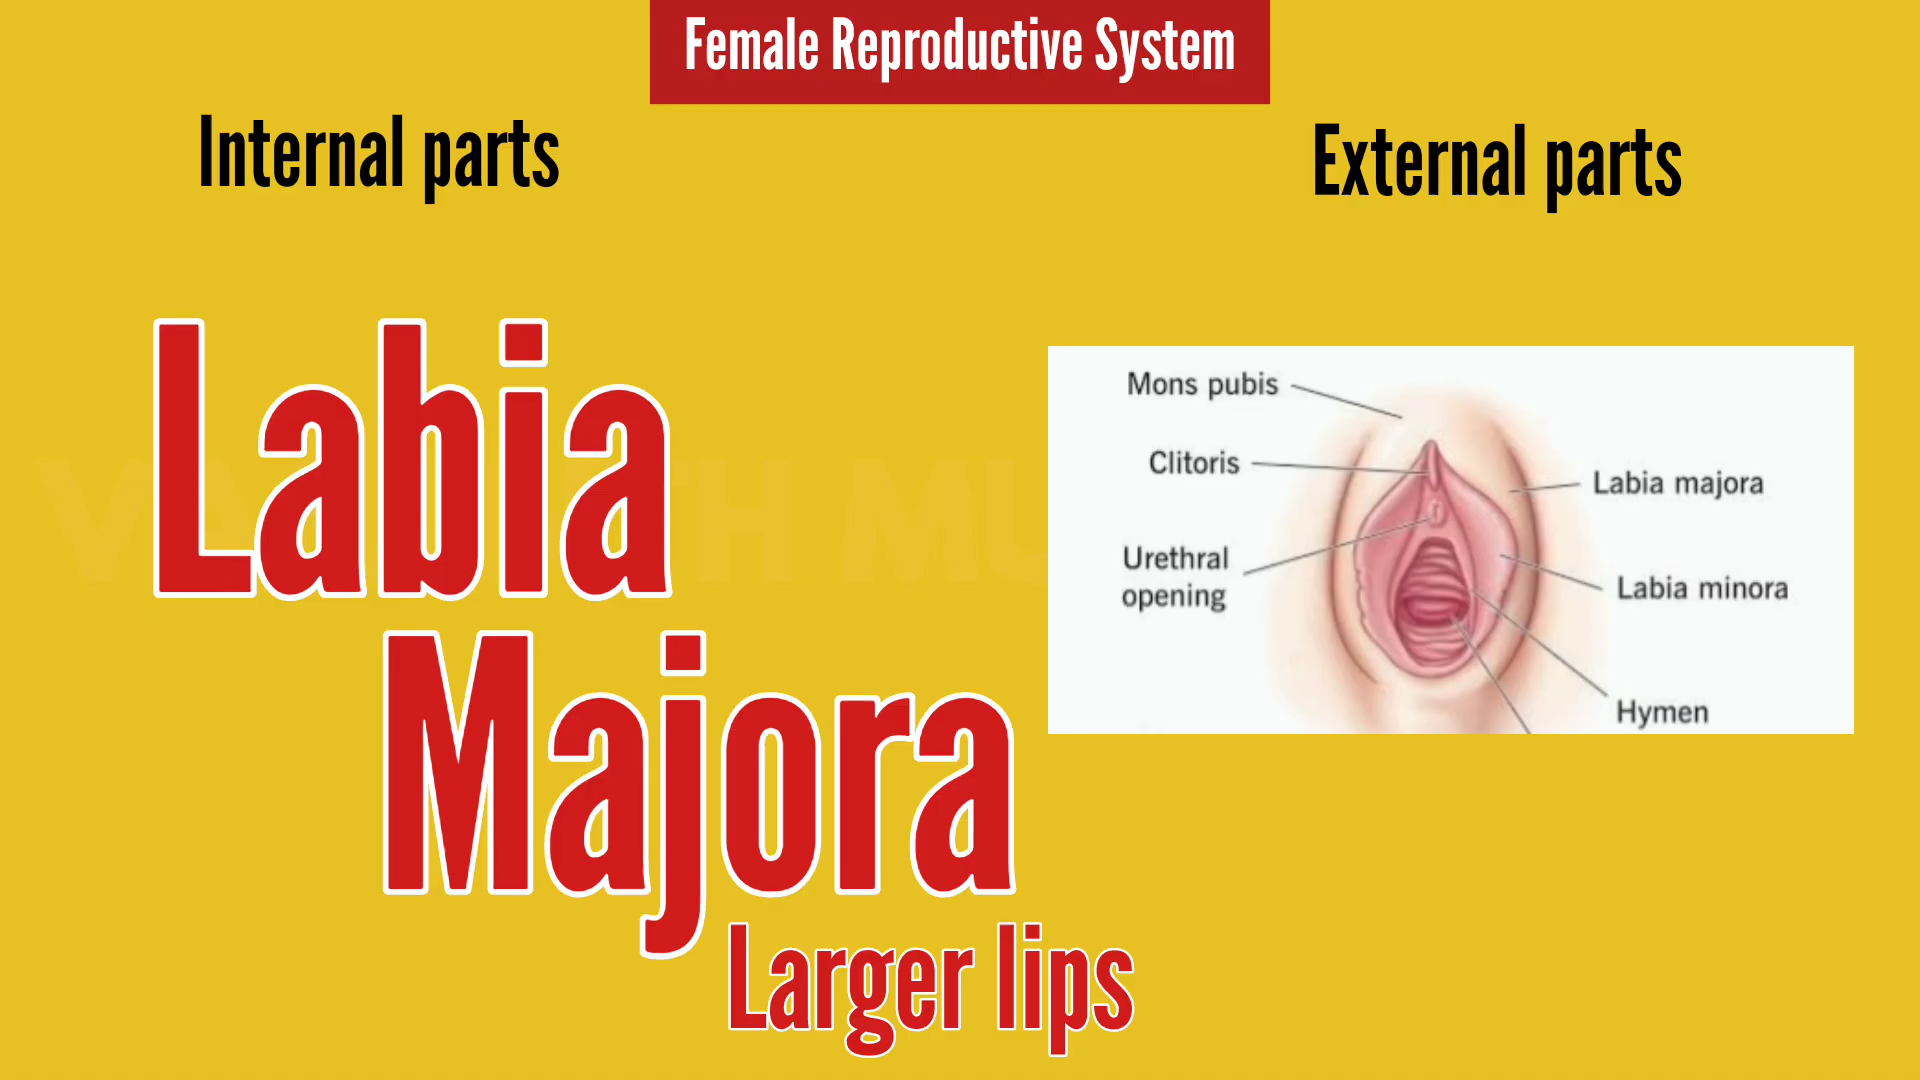 Female Reproductive System
Internal parts
External parts
Labia
Majora
Larger lips
Mons pubis
Clitoris
Urethral
opening
Labia majora
Labia minora
Hymen